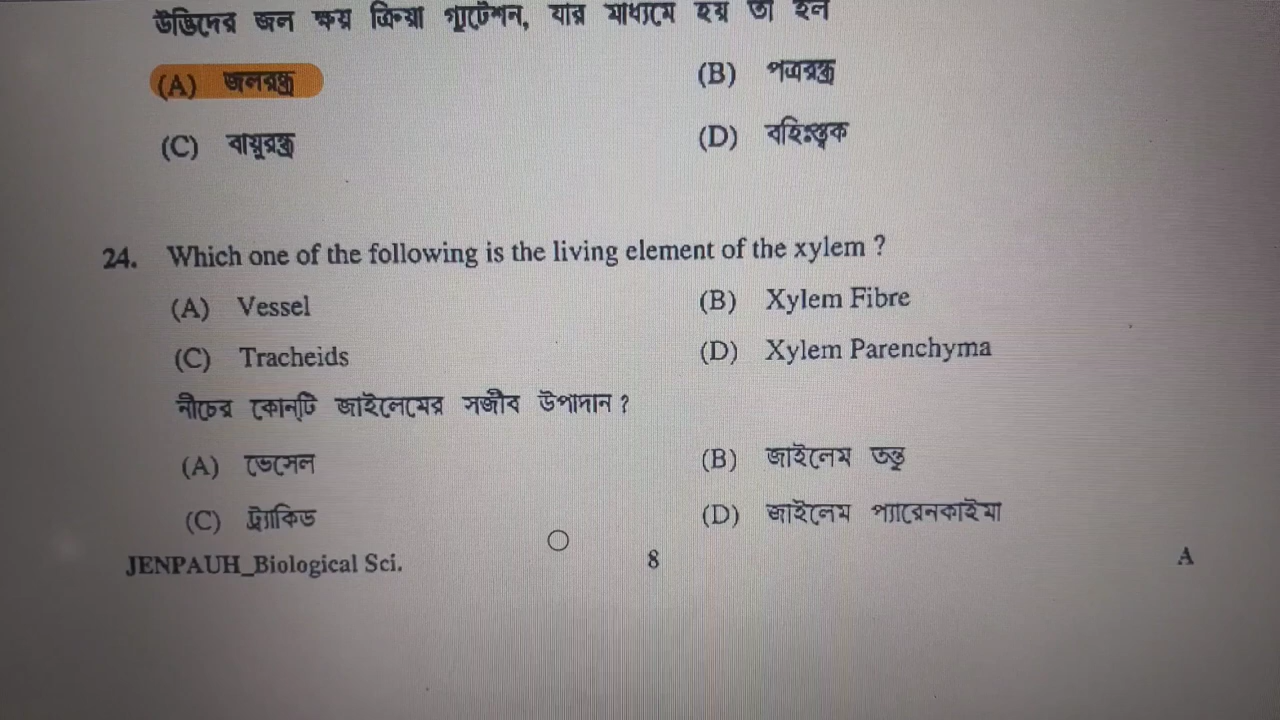 উদ্ভিদের জল ক্ষয় ক্রিয়া গাটেশন, যার মাধ্যমে হয় তা হল
(A) জলরন্ধ্র (B) পত্ররন্ধ্র
(C) বায়ুরন্ধ্র (D) বহিঃত্বক
24. Which one of the following is the living element of the xylem ?
(A) Vessel (B) Xylem Fibre
(C) Tracheids (D) Xylem Parenchyma
নীচের কোন্‌টি জাইলেমের সজীব উপাদান ?
(A) ভেসেল (B) জাইলেম তন্তু
(C) ট্র্যাকিড (D) জাইলেম প্যারেনকাইমা
JENPAUH_Biological Sci. 8 A